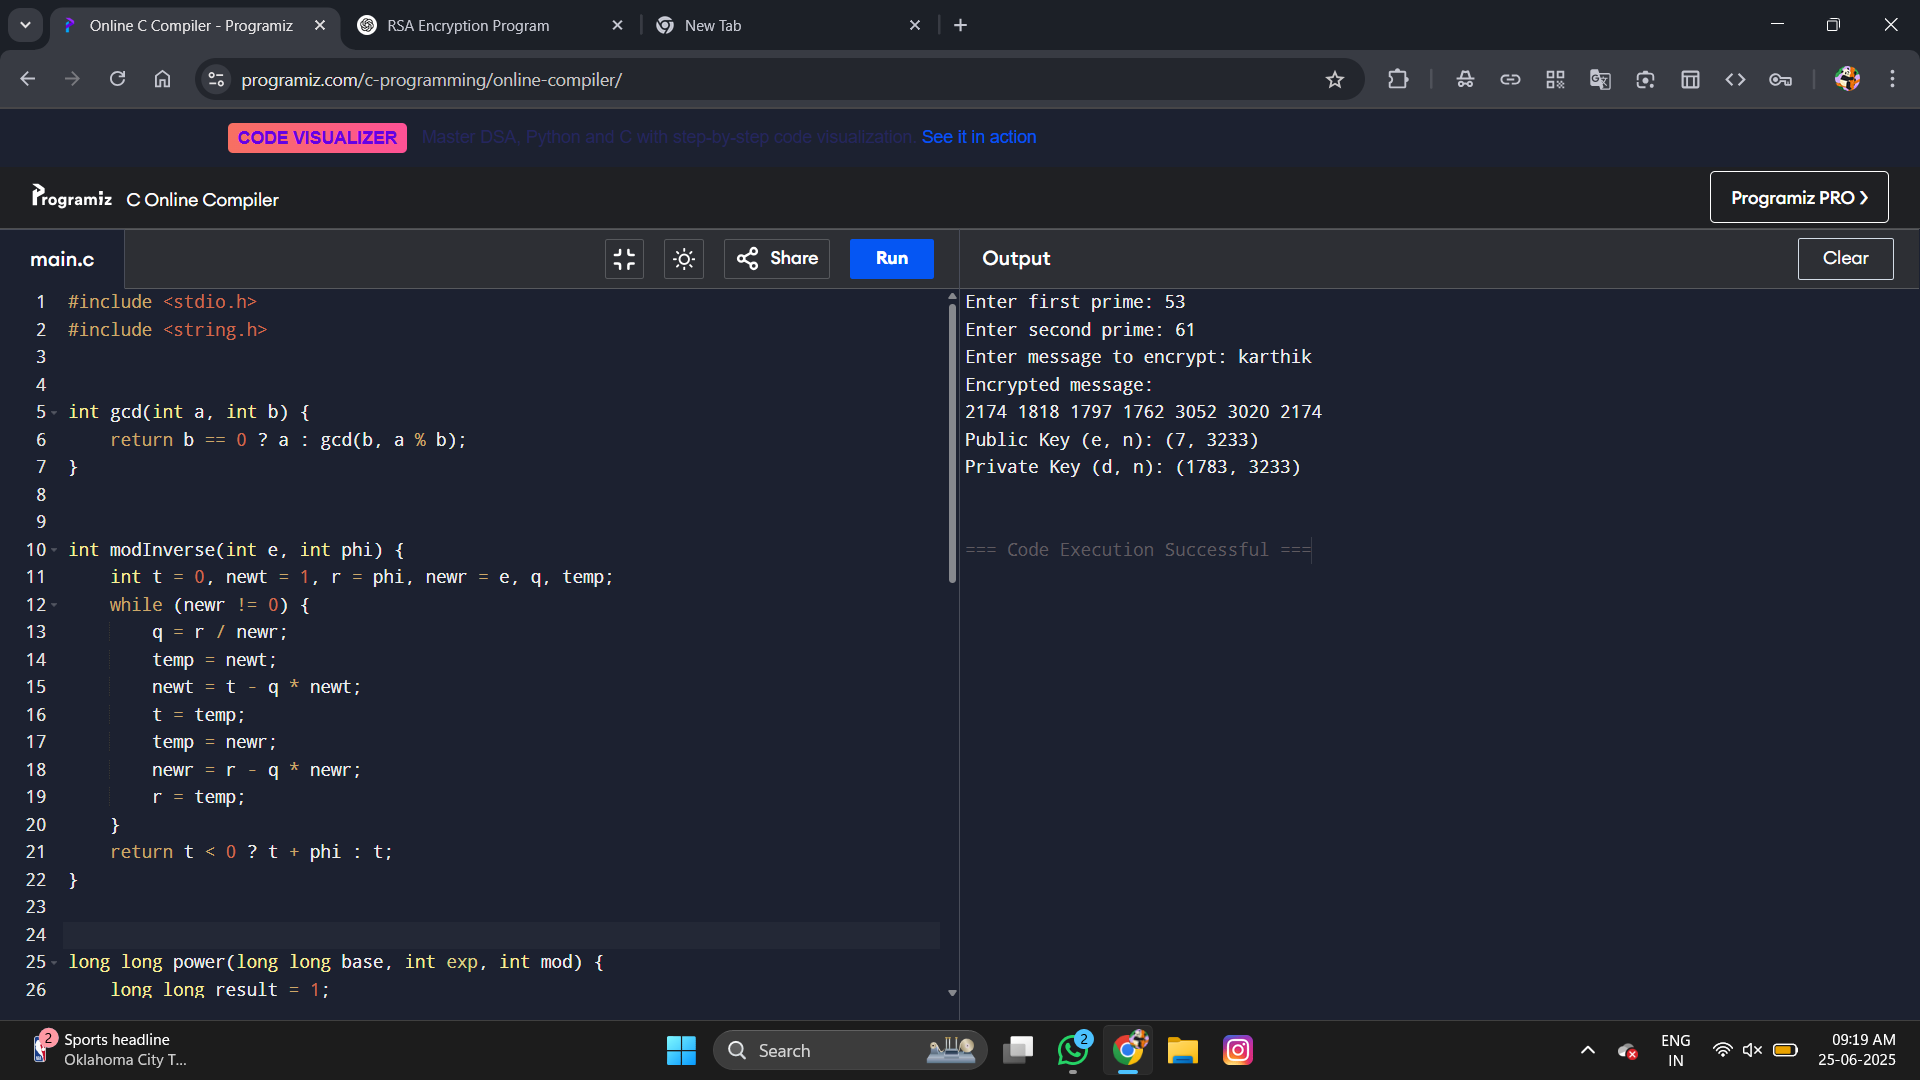 Online C Compiler - Programiz
RSA Encryption Program
New Tab
programiz.com/c-programming/online-compiler/
CODE VISUALIZER Master DSA, Python and C with step-by-step code visualization. See it in action
Programiz C Online Compiler
Programiz PRO
main.c
Share
Run
Output
Clear
1 #include <stdio.h>
2 #include <string.h>
3
4
5 int gcd(int a, int b) {
6     return b == 0 ? a : gcd(b, a % b);
7 }
8
9
10 int modInverse(int e, int phi) {
11     int t = 0, newt = 1, r = phi, newr = e, q, temp;
12     while (newr != 0) {
13         q = r / newr;
14         temp = newt;
15         newt = t - q * newt;
16         t = temp;
17         temp = newr;
18         newr = r - q * newr;
19         r = temp;
20     }
21     return t < 0 ? t + phi : t;
22 }
23
24
25 long long power(long long base, int exp, int mod) {
26     long long result = 1;
Enter first prime: 53
Enter second prime: 61
Enter message to encrypt: karthik
Encrypted message:
2174 1818 1797 1762 3052 3020 2174
Public Key (e, n): (7, 3233)
Private Key (d, n): (1783, 3233)
=== Code Execution Successful ===
2
Sports headline
Oklahoma City T...
Search
2
ENG
IN
09:19 AM
25-06-2025